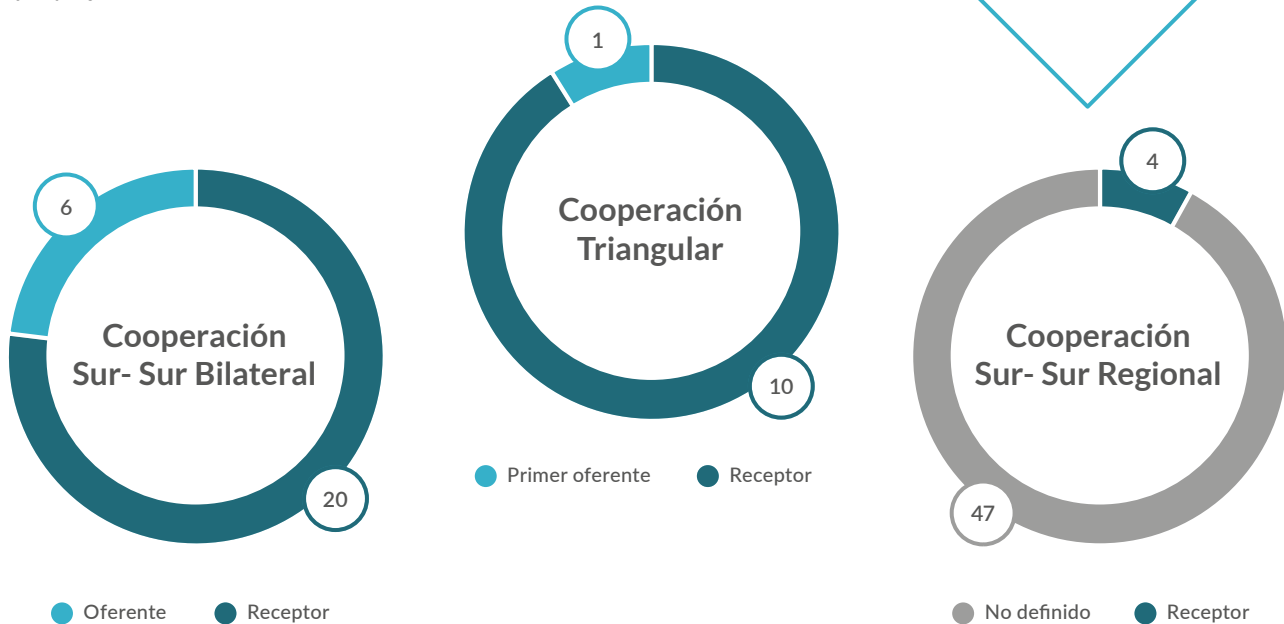 6
Cooperación
Sur- Sur Bilateral
20
Oferente
Receptor
1
Cooperación
Triangular
10
Primer oferente
Receptor
4
Cooperación
Sur- Sur Regional
47
No definido
Receptor